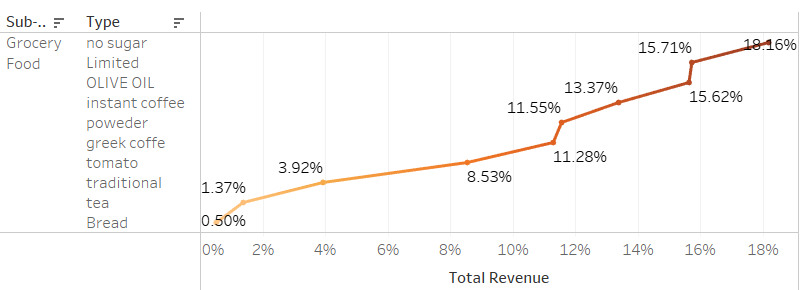 Sub-.. Type
Grocery Food
no sugar
Limited
OLIVE OIL
instant coffee
poweder
greek coffe
tomato
traditional
tea
Bread
18.16%
15.71%
15.62%
13.37%
11.55%
11.28%
8.53%
3.92%
1.37%
0.50%
0% 2% 4% 6% 8% 10% 12% 14% 16% 18%
Total Revenue